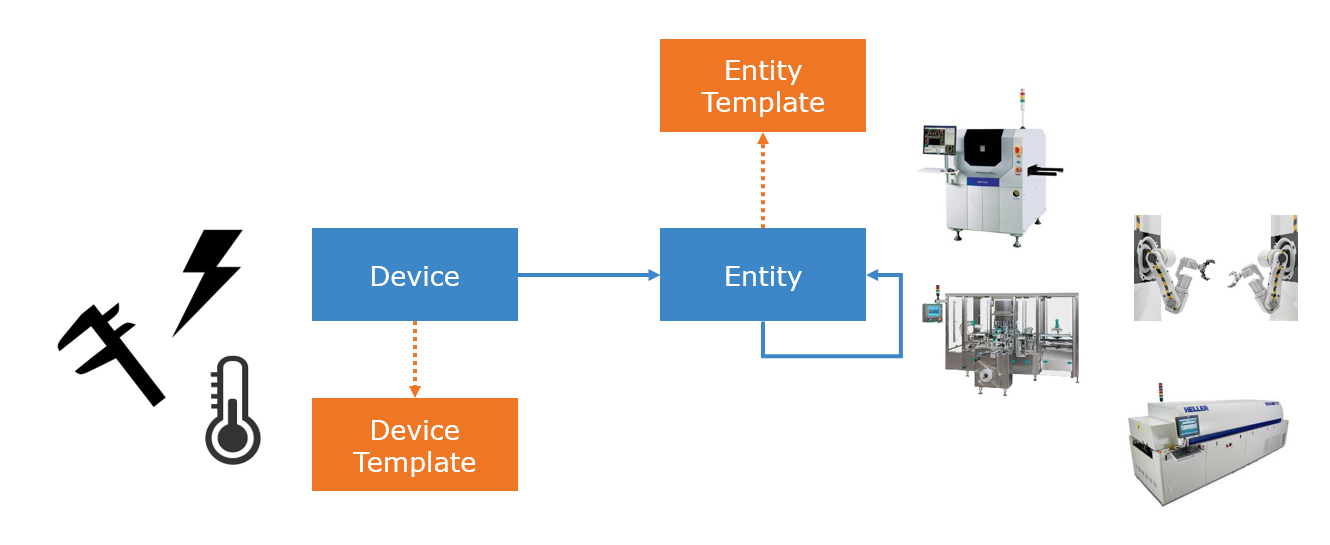 Entity
Template
Device
Entity
Device
Template
HELLER